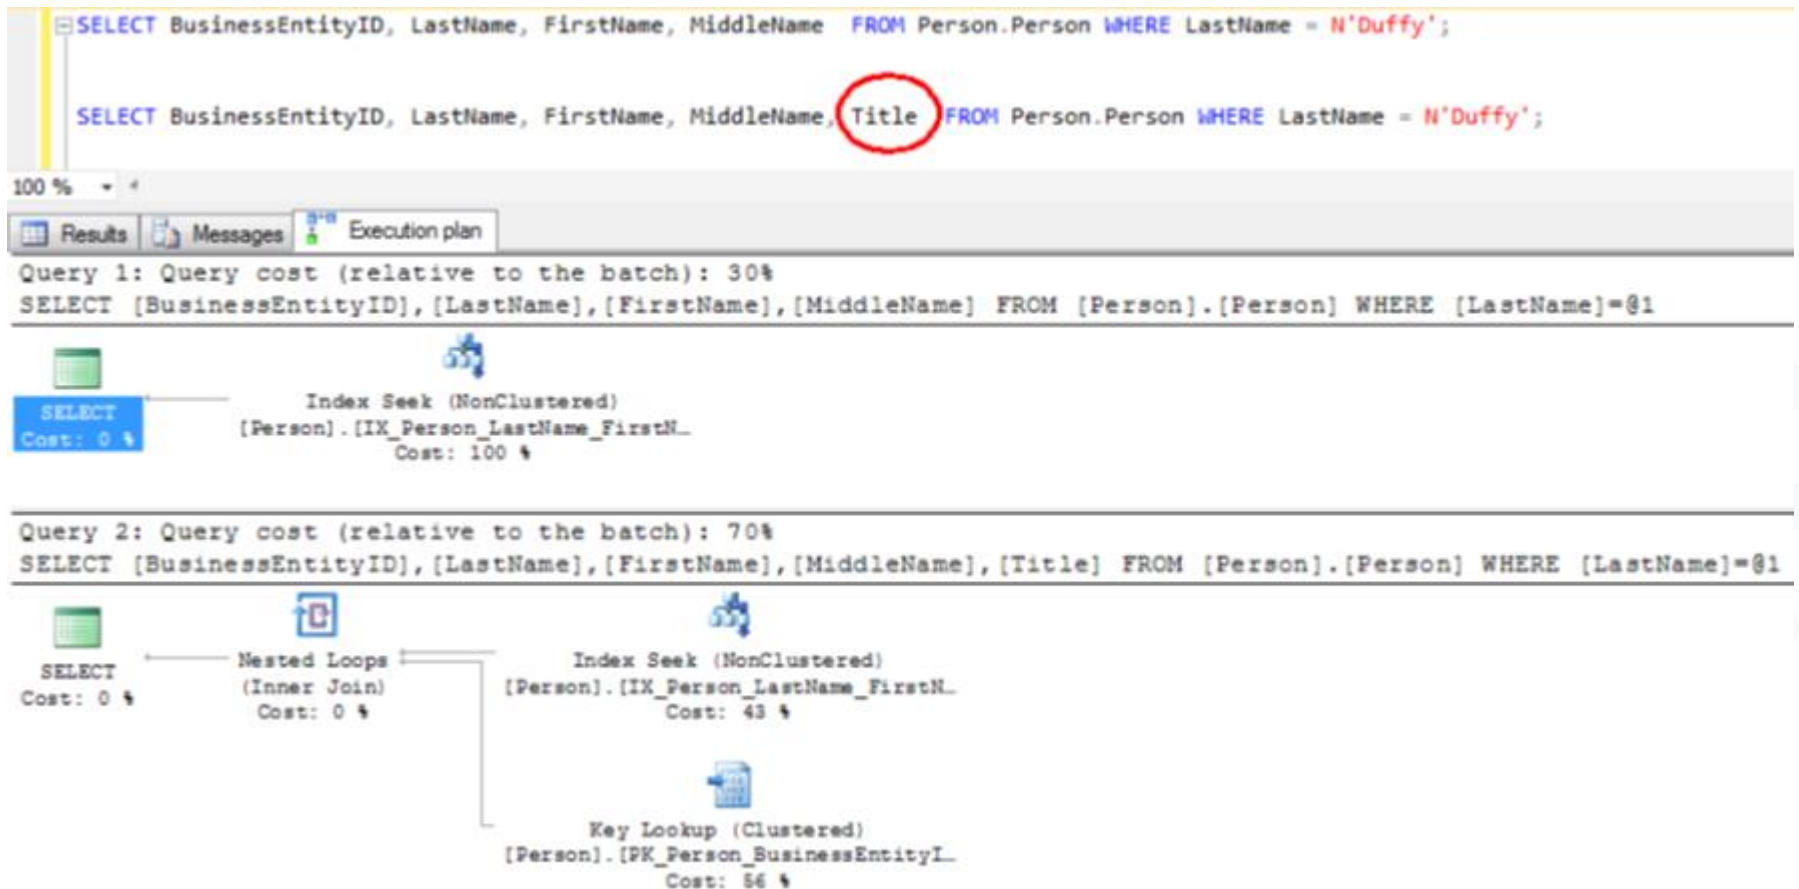 SELECT BusinessEntityID, LastName, FirstName, MiddleName  FROM Person.Person WHERE LastName = N'Duffy';
SELECT BusinessEntityID, LastName, FirstName, MiddleName, Title  FROM Person.Person WHERE LastName = N'Duffy';
100 %
Results Messages Execution plan
Query 1: Query cost (relative to the batch): 30%
SELECT [BusinessEntityID],[LastName],[FirstName],[MiddleName] FROM [Person].[Person] WHERE [LastName]=@1
SELECT
Cost: 0 %
Index Seek (NonClustered)
[Person].[IX_Person_LastName_FirstN…
Cost: 100 %
Query 2: Query cost (relative to the batch): 70%
SELECT [BusinessEntityID],[LastName],[FirstName],[MiddleName],[Title] FROM [Person].[Person] WHERE [LastName]=@1
SELECT
Cost: 0 %
Nested Loops
(Inner Join)
Cost: 0 %
Index Seek (NonClustered)
[Person].[IX_Person_LastName_FirstN…
Cost: 43 %
Key Lookup (Clustered)
[Person].[PK_Person_BusinessEntityI…
Cost: 56 %